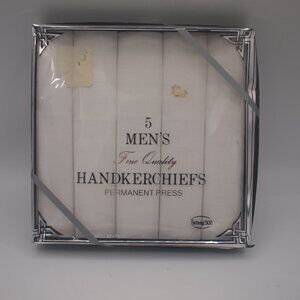 5
MEN'S
Fine Quality
HANDKERCHIEFS
PERMANENT PRESS